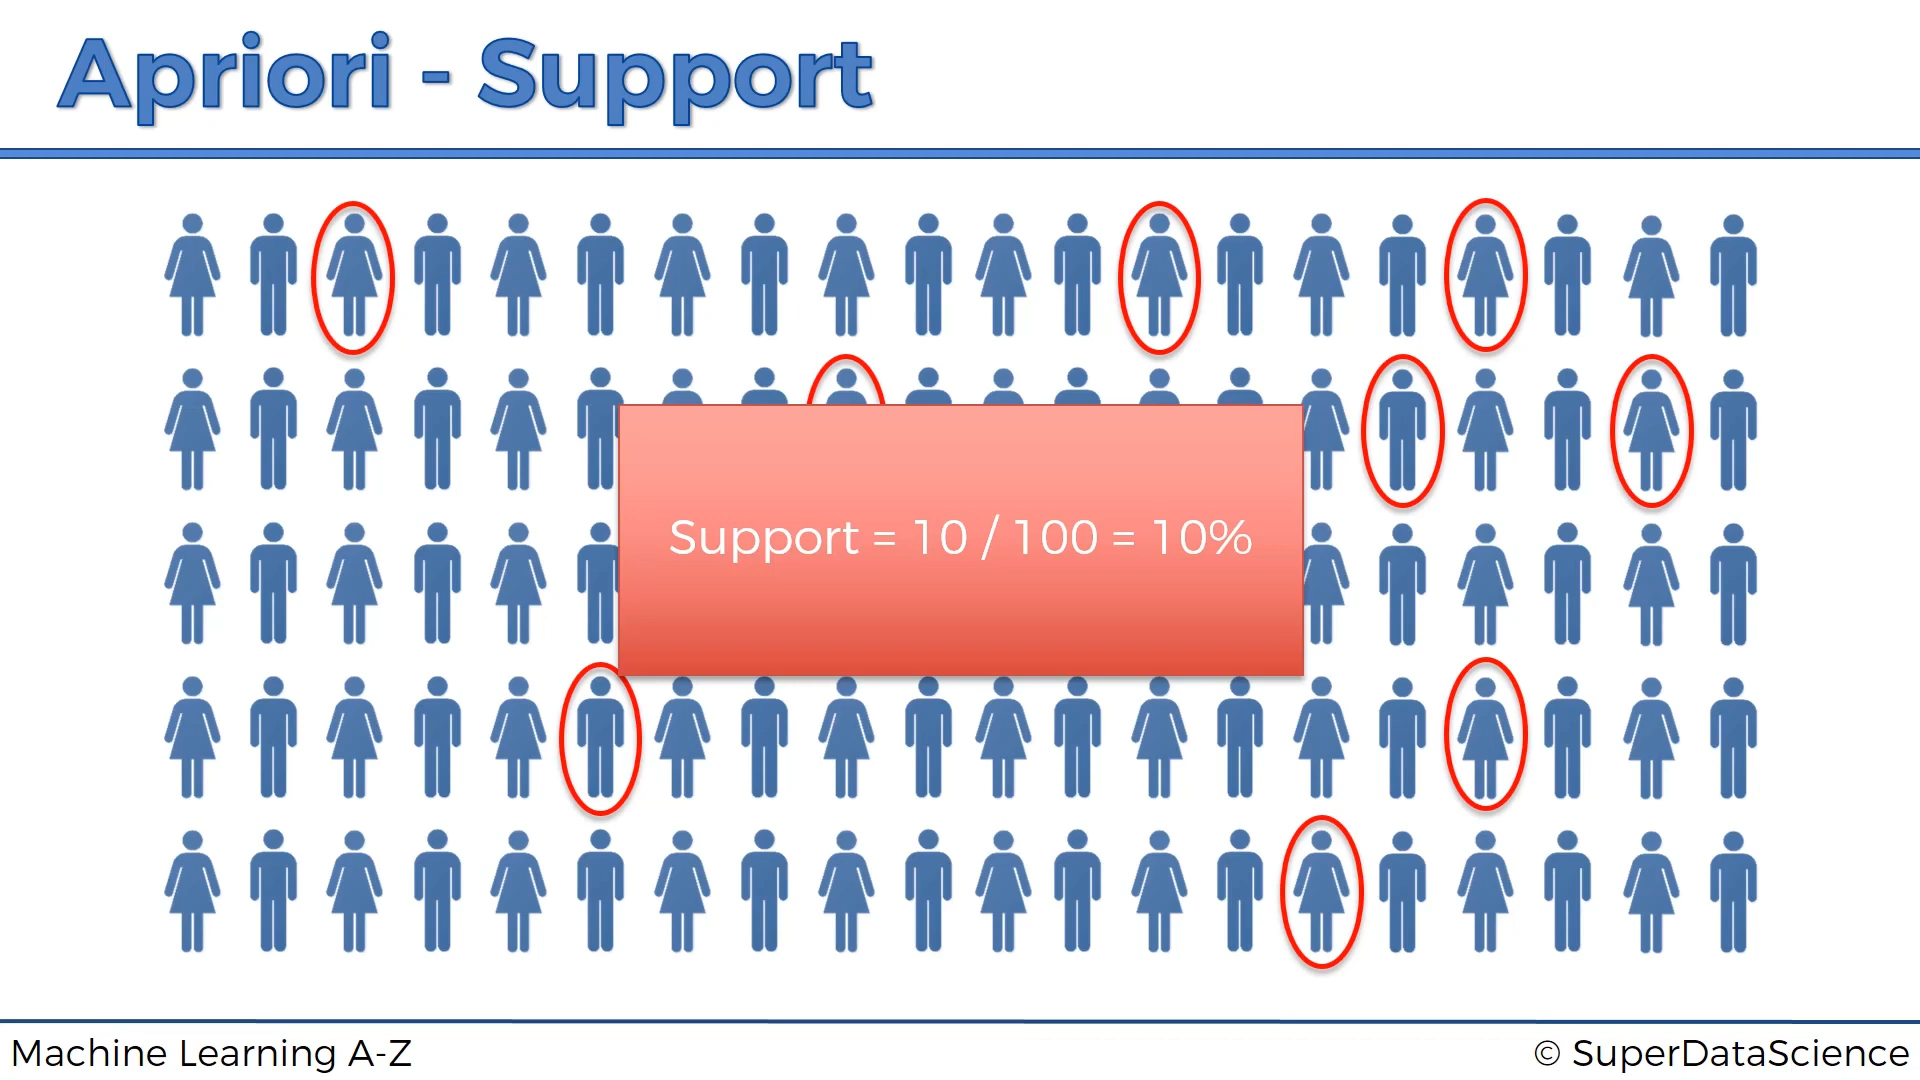 Apriori - Support
Support = 10 / 100 = 10%
Machine Learning A-Z
© SuperDataScience